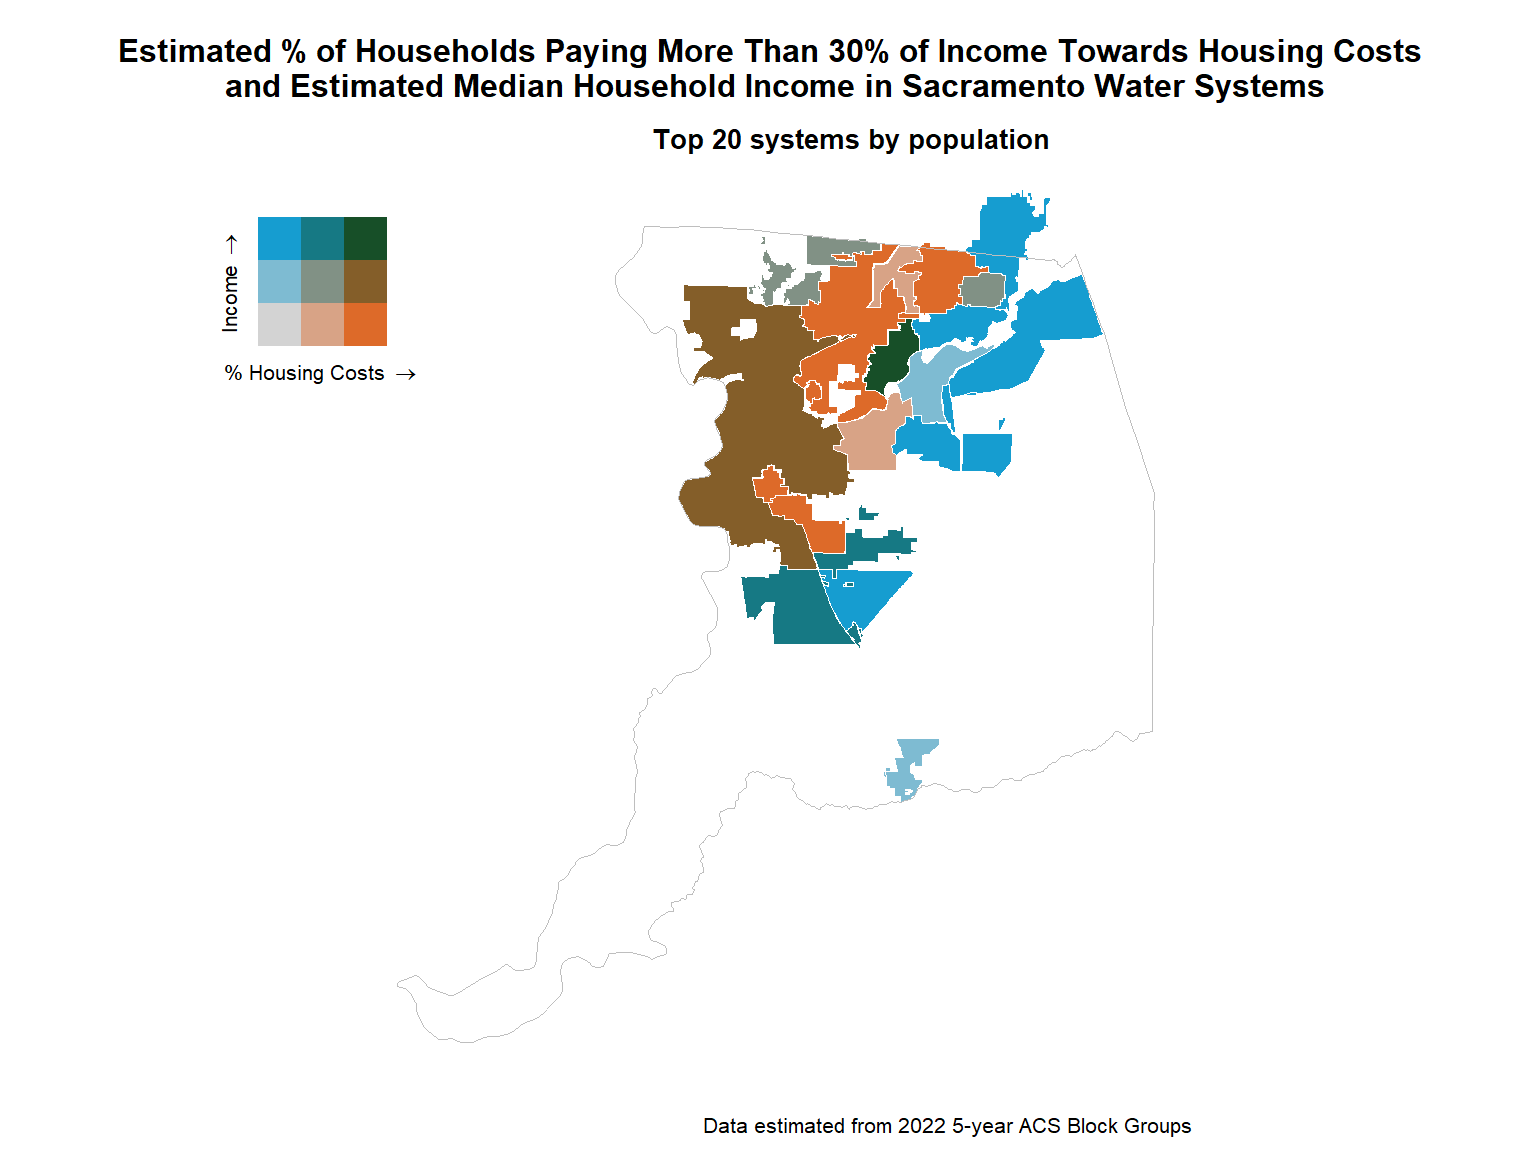 Estimated % of Households Paying More Than 30% of Income Towards Housing Costs
and Estimated Median Household Income in Sacramento Water Systems
Top 20 systems by population
Income →
% Housing Costs →
Data estimated from 2022 5-year ACS Block Groups